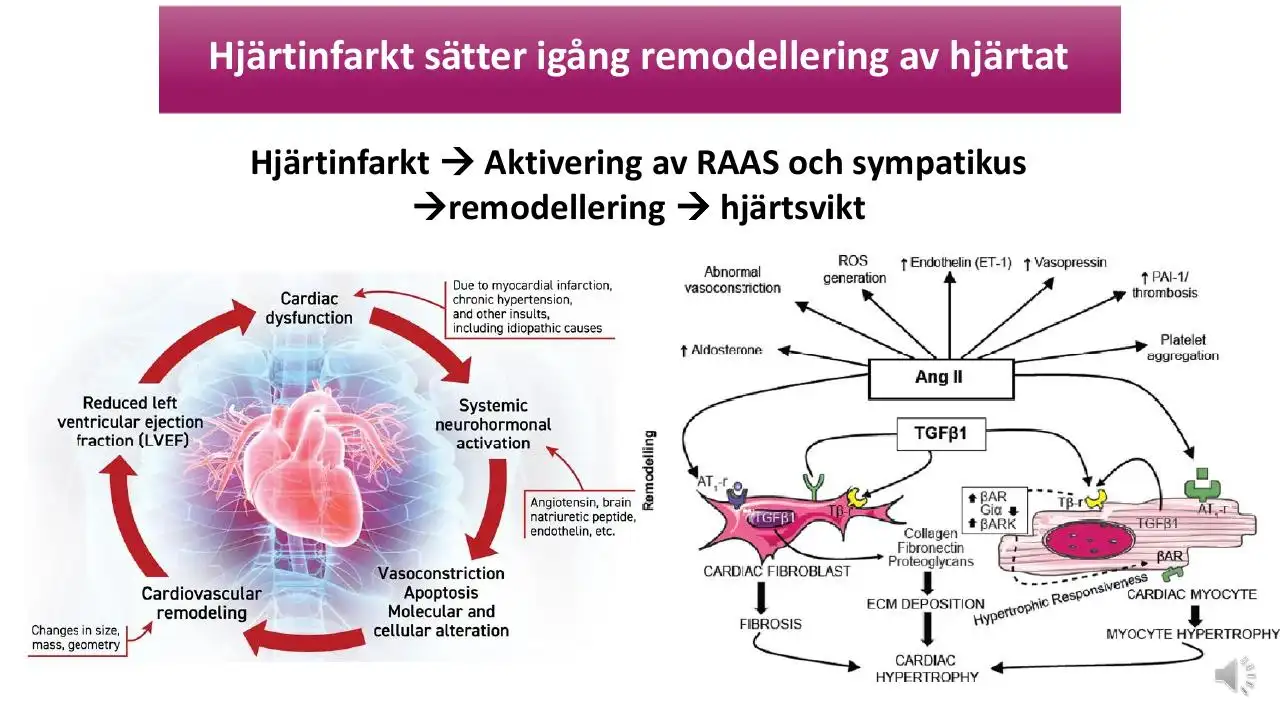 Hjärtinfarkt sätter igång remodellering av hjärtat
Hjärtinfarkt → Aktivering av RAAS och sympatikus
→remodellering → hjärtsvikt
Cardiac
dysfunction
Due to myocardial infarction,
chronic hypertension,
and other insults,
including idiopathic causes
Systemic
neurohormonal
activation
Angiotensin, brain
natriuretic peptide,
endothelin, etc.
Vasoconstriction
Apoptosis
Molecular and
cellular alteration
Cardiovascular
remodeling
Changes in size,
mass, geometry
Reduced left
ventricular ejection
fraction (LVEF)
Abnormal
vasoconstriction
ROS
generation
↑ Endothelin (ET-1)
↑ Vasopressin
↑ PAI-1/
thrombosis
↑ Aldosterone
Platelet
aggregation
Ang II
TGFβ1
Remodelling
AT1-r
TGFβ1
Tβ-r
CARDIAC FIBROBLAST
Collagen
Fibronectin
Proteoglycans
↑ βAR
Giα ↓
↑ βARK
Tβ-r
TGFβ1
AT1-r
βAR
Hypertrophic Responsiveness
CARDIAC MYOCYTE
FIBROSIS
ECM DEPOSITION
MYOCYTE HYPERTROPHY
CARDIAC
HYPERTROPHY